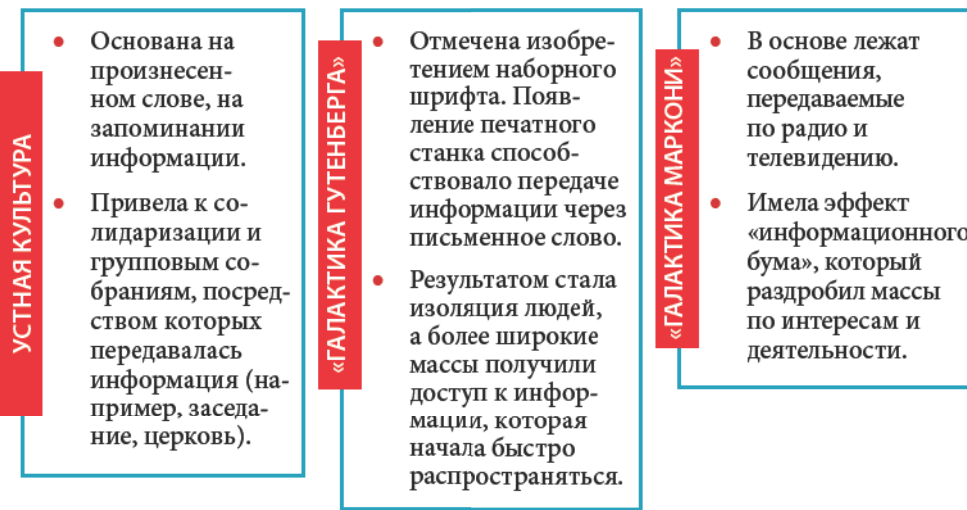 УСТНАЯ КУЛЬТУРА
• Основана на
произнесен-
ном слове, на
запоминании
информации.
• Привела к со-
лидаризации и
групповым со-
браниям, посред-
ством которых
передавалась
информация (на-
пример, заседа-
ние, церковь).
«ГАЛАКТИКА ГУТЕНБЕРГА»
• Отмечена изобре-
тением наборного
шрифта. Появ-
ление печатного
станка способ-
ствовало передаче
информации через
письменное слово.
• Результатом стала
изоляция людей,
а более широкие
массы получили
доступ к инфор-
мации, которая
начала быстро
распространяться.
«ГАЛАКТИКА МАРКОНИ»
• В основе лежат
сообщения,
передаваемые
по радио и
телевидению.
• Имела эффект
«информационного
бума», который
раздробил массы
по интересам и
деятельности.